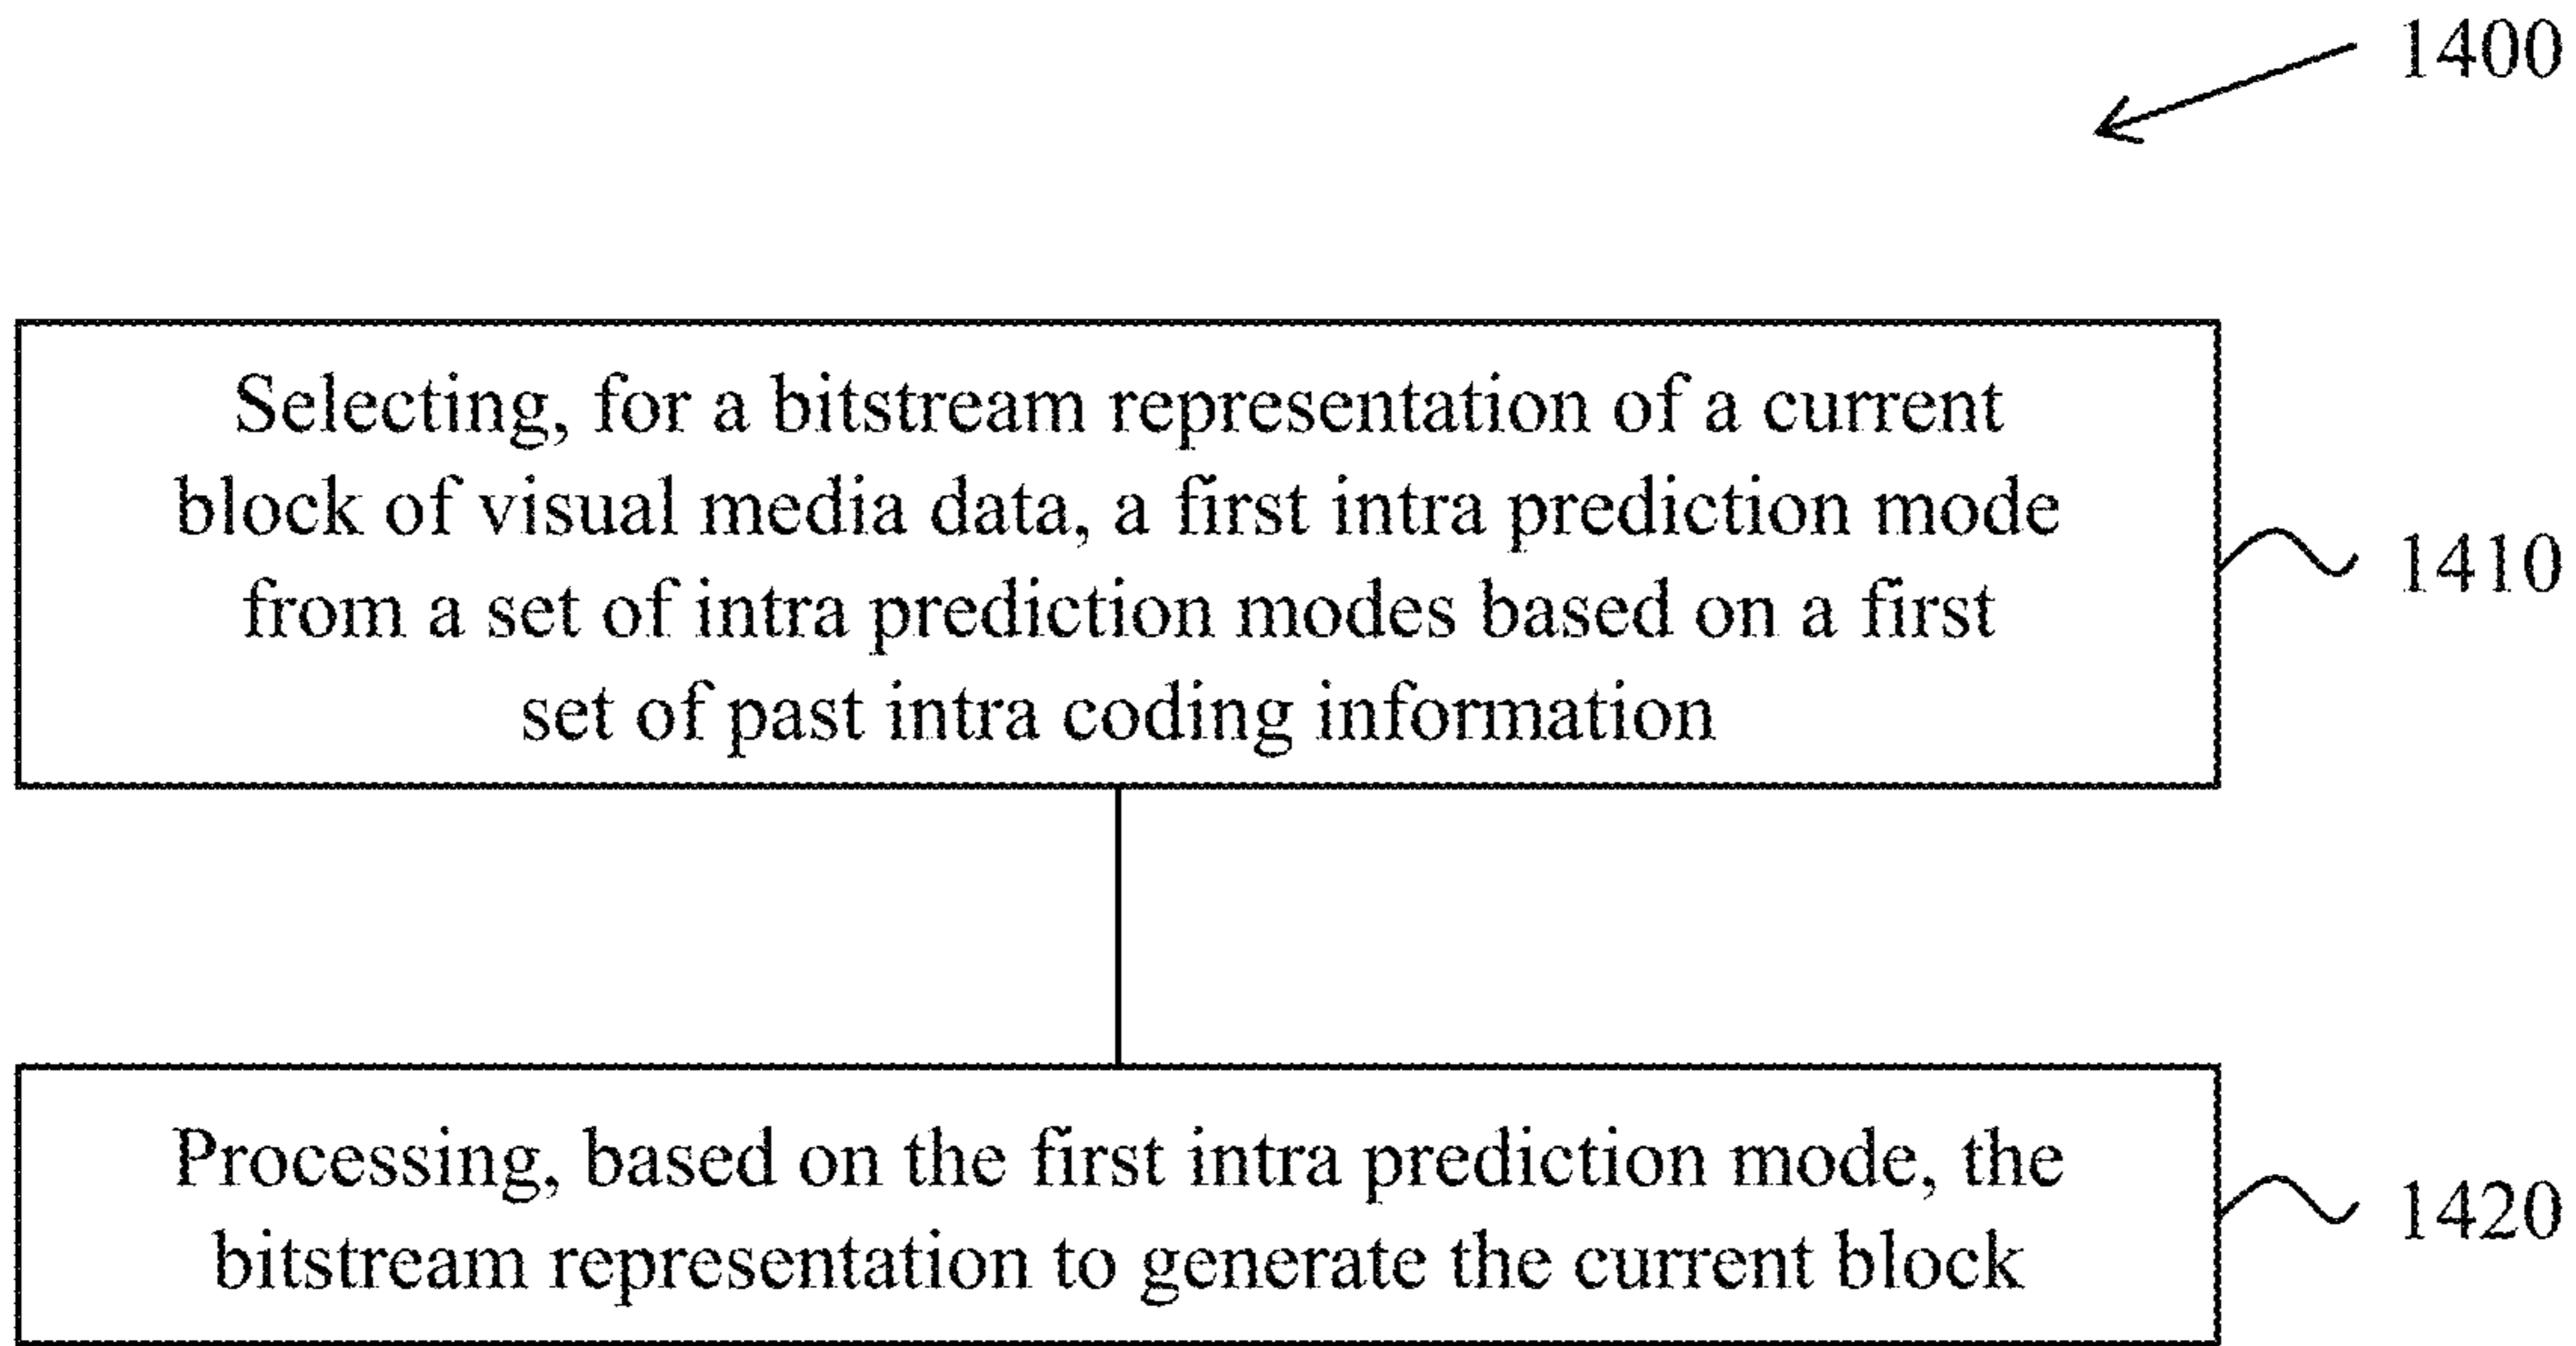 1400
Selecting, for a bitstream representation of a current
block of visual media data, a first intra prediction mode
from a set of intra prediction modes based on a first
set of past intra coding information
1410
Processing, based on the first intra prediction mode, the
bitstream representation to generate the current block
1420